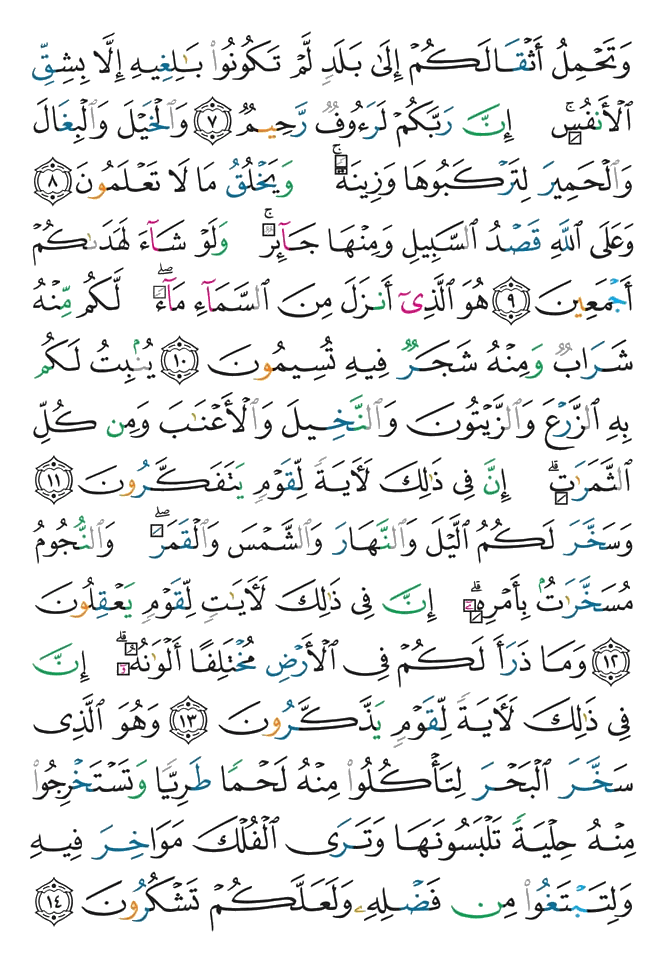 وَتَحْمِلُ أَثْقَالَكُمْ إِلَىٰ بَلَدٍ لَّمْ تَكُونُوا۟ بَـٰلِغِيهِ إِلَّا بِشِقِّ
ٱلْأَنفُسِ ۚ إِنَّ رَبَّكُمْ لَرَءُوفٌ رَّحِيمٌ ٧ وَٱلْخَيْلَ وَٱلْبِغَالَ
وَٱلْحَمِيرَ لِتَرْكَبُوهَا وَزِينَةً ۚ وَيَخْلُقُ مَا لَا تَعْلَمُونَ ٨
وَعَلَى ٱللَّهِ قَصْدُ ٱلسَّبِيلِ وَمِنْهَا جَآئِرٌ ۚ وَلَوْ شَآءَ لَهَدَىٰكُمْ
أَجْمَعِينَ ٩ هُوَ ٱلَّذِىٓ أَنزَلَ مِنَ ٱلسَّمَآءِ مَآءً ۖ لَّكُم مِّنْهُ
شَرَابٌ وَمِنْهُ شَجَرٌ فِيهِ تُسِيمُونَ ١٠ يُنۢبِتُ لَكُم
بِهِ ٱلزَّرْعَ وَٱلزَّيْتُونَ وَٱلنَّخِيلَ وَٱلْأَعْنَـٰبَ وَمِن كُلِّ
ٱلثَّمَرَٰتِ ۗ إِنَّ فِى ذَٰلِكَ لَـَٔايَةً لِّقَوْمٍ يَتَفَكَّرُونَ ١١
وَسَخَّرَ لَكُمُ ٱلَّيْلَ وَٱلنَّهَارَ وَٱلشَّمْسَ وَٱلْقَمَرَ ۖ وَٱلنُّجُومُ
مُسَخَّرَٰتٌۢ بِأَمْرِهِۦٓ ۗ إِنَّ فِى ذَٰلِكَ لَـَٔايَـٰتٍ لِّقَوْمٍ يَعْقِلُونَ
١٢ وَمَا ذَرَأَ لَكُمْ فِى ٱلْأَرْضِ مُخْتَلِفًا أَلْوَٰنُهُۥٓ ۗ إِنَّ
فِى ذَٰلِكَ لَـَٔايَةً لِّقَوْمٍ يَذَّكَّرُونَ ١٣ وَهُوَ ٱلَّذِى
سَخَّرَ ٱلْبَحْرَ لِتَأْكُلُوا۟ مِنْهُ لَحْمًا طَرِيًّا وَتَسْتَخْرِجُوا۟
مِنْهُ حِلْيَةً تَلْبَسُونَهَا وَتَرَى ٱلْفُلْكَ مَوَاخِرَ فِيهِ
وَلِتَبْتَغُوا۟ مِن فَضْلِهِۦ وَلَعَلَّكُمْ تَشْكُرُونَ ١٤